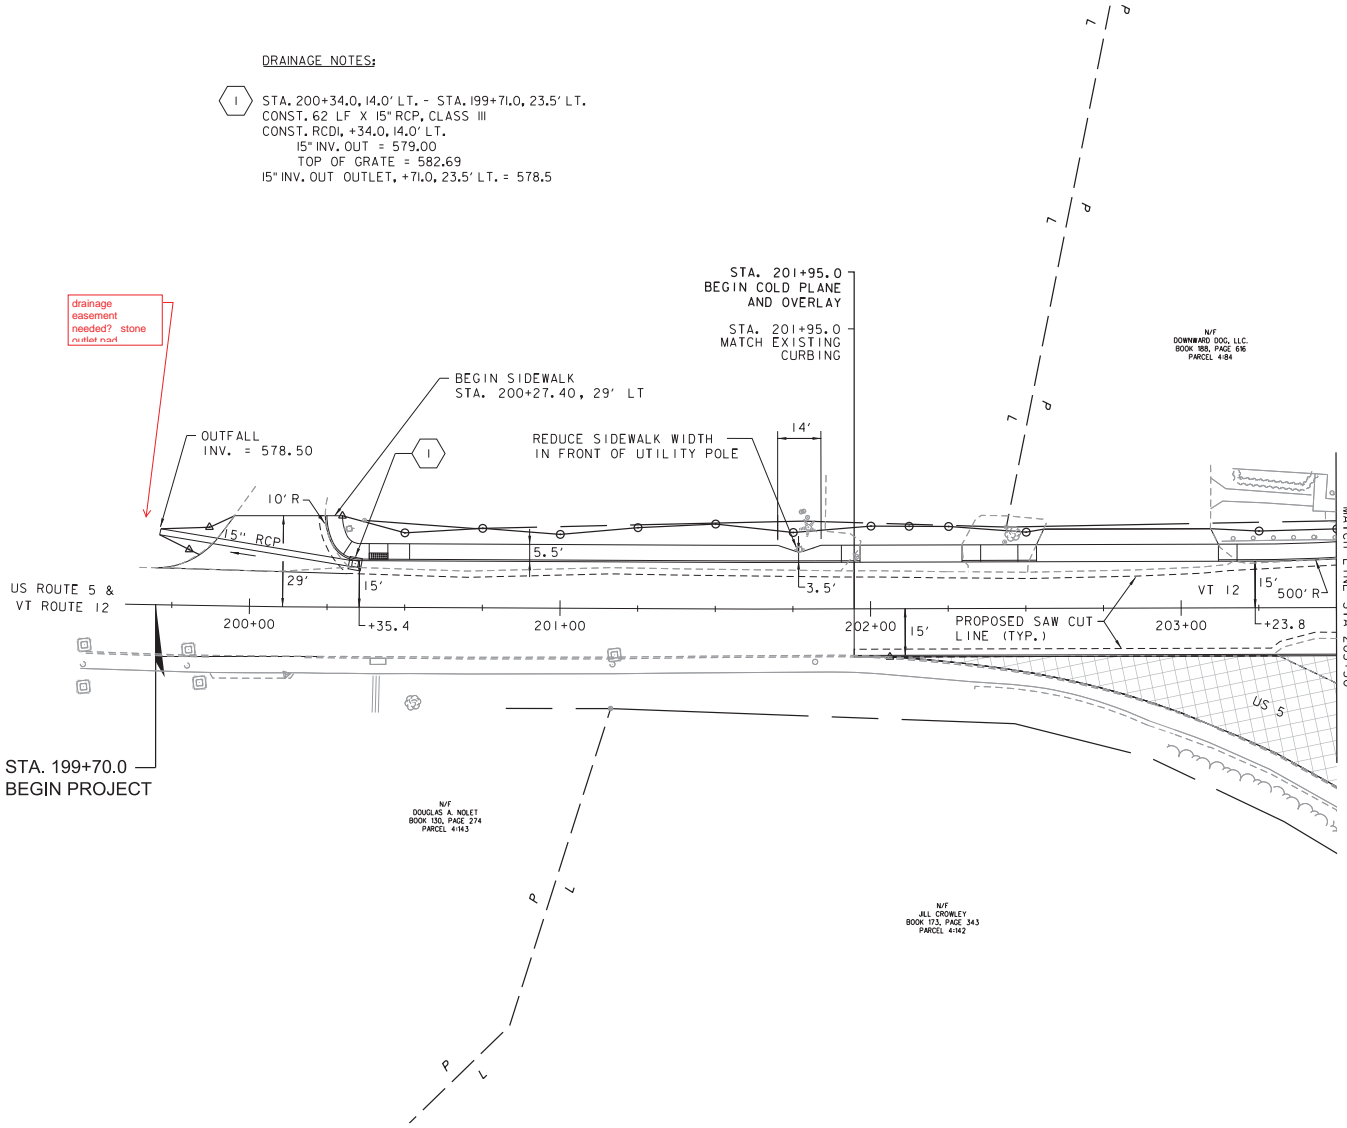 DRAINAGE NOTES:
1
STA. 200+34.0, 14.0' LT. - STA. 199+71.0, 23.5' LT.
CONST. 62 LF X 15" RCP, CLASS III
CONST. RCDI, +34.0, 14.0' LT.
15" INV. OUT = 579.00
TOP OF GRATE = 582.69
15" INV. OUT OUTLET, +71.0, 23.5' LT. = 578.5
P
L
P
L
P
L
drainage
easement
needed? stone
outlet pad
STA. 201+95.0
BEGIN COLD PLANE
AND OVERLAY
STA. 201+95.0
MATCH EXISTING
CURBING
N/F
DOWNWARD DOG, LLC.
BOOK 188, PAGE 616
PARCEL 4:84
BEGIN SIDEWALK
STA. 200+27.40, 29' LT
OUTFALL
INV. = 578.50
1
REDUCE SIDEWALK WIDTH
IN FRONT OF UTILITY POLE
14'
10' R
15" RCP
5.5'
29'
15'
3.5'
VT 12
15'
500' R
US ROUTE 5 &
VT ROUTE 12
200+00
+35.4
201+00
202+00
15'
PROPOSED SAW CUT
LINE (TYP.)
203+00
+23.8
MATCH LINE STA 203+50
US 5
STA. 199+70.0
BEGIN PROJECT
N/F
DOUGLAS A. NOLET
BOOK 130, PAGE 274
PARCEL 4:143
P
L
N/F
JILL CROWLEY
BOOK 173, PAGE 343
PARCEL 4:142
P
L